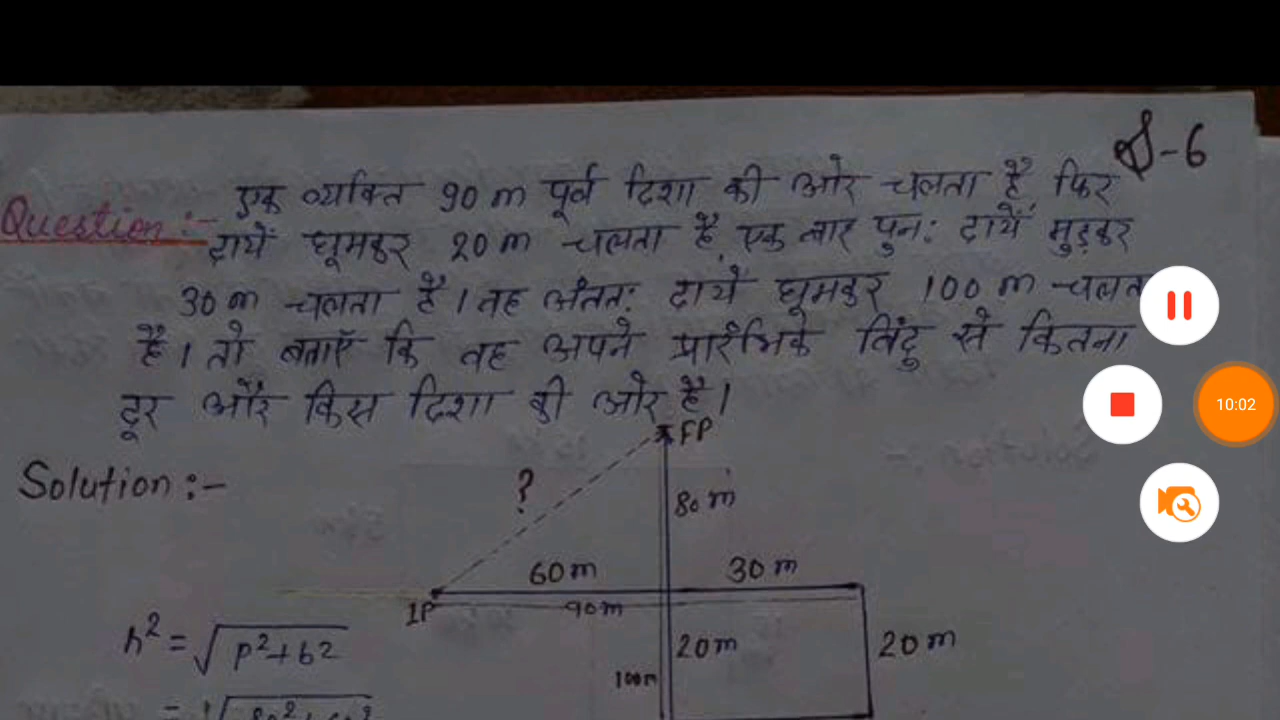 S-6
Question :- एक व्यक्ति 90 m पूर्व दिशा की ओर चलता है, फिर
दायें घूमकर 20 m चलता है, एक बार पुनः दायें मुड़कर
30 m चलता है। वह अंततः दायें घूमकर 100 m चलता
है। तो बताएँ कि वह अपने प्रारंभिक बिंदु से कितना
दूर और किस दिशा की ओर है।
Solution :-
FP
?
80 m
60 m
30 m
IP
90 m
h² = √p²+b²
20 m
20 m
100 m
10:02